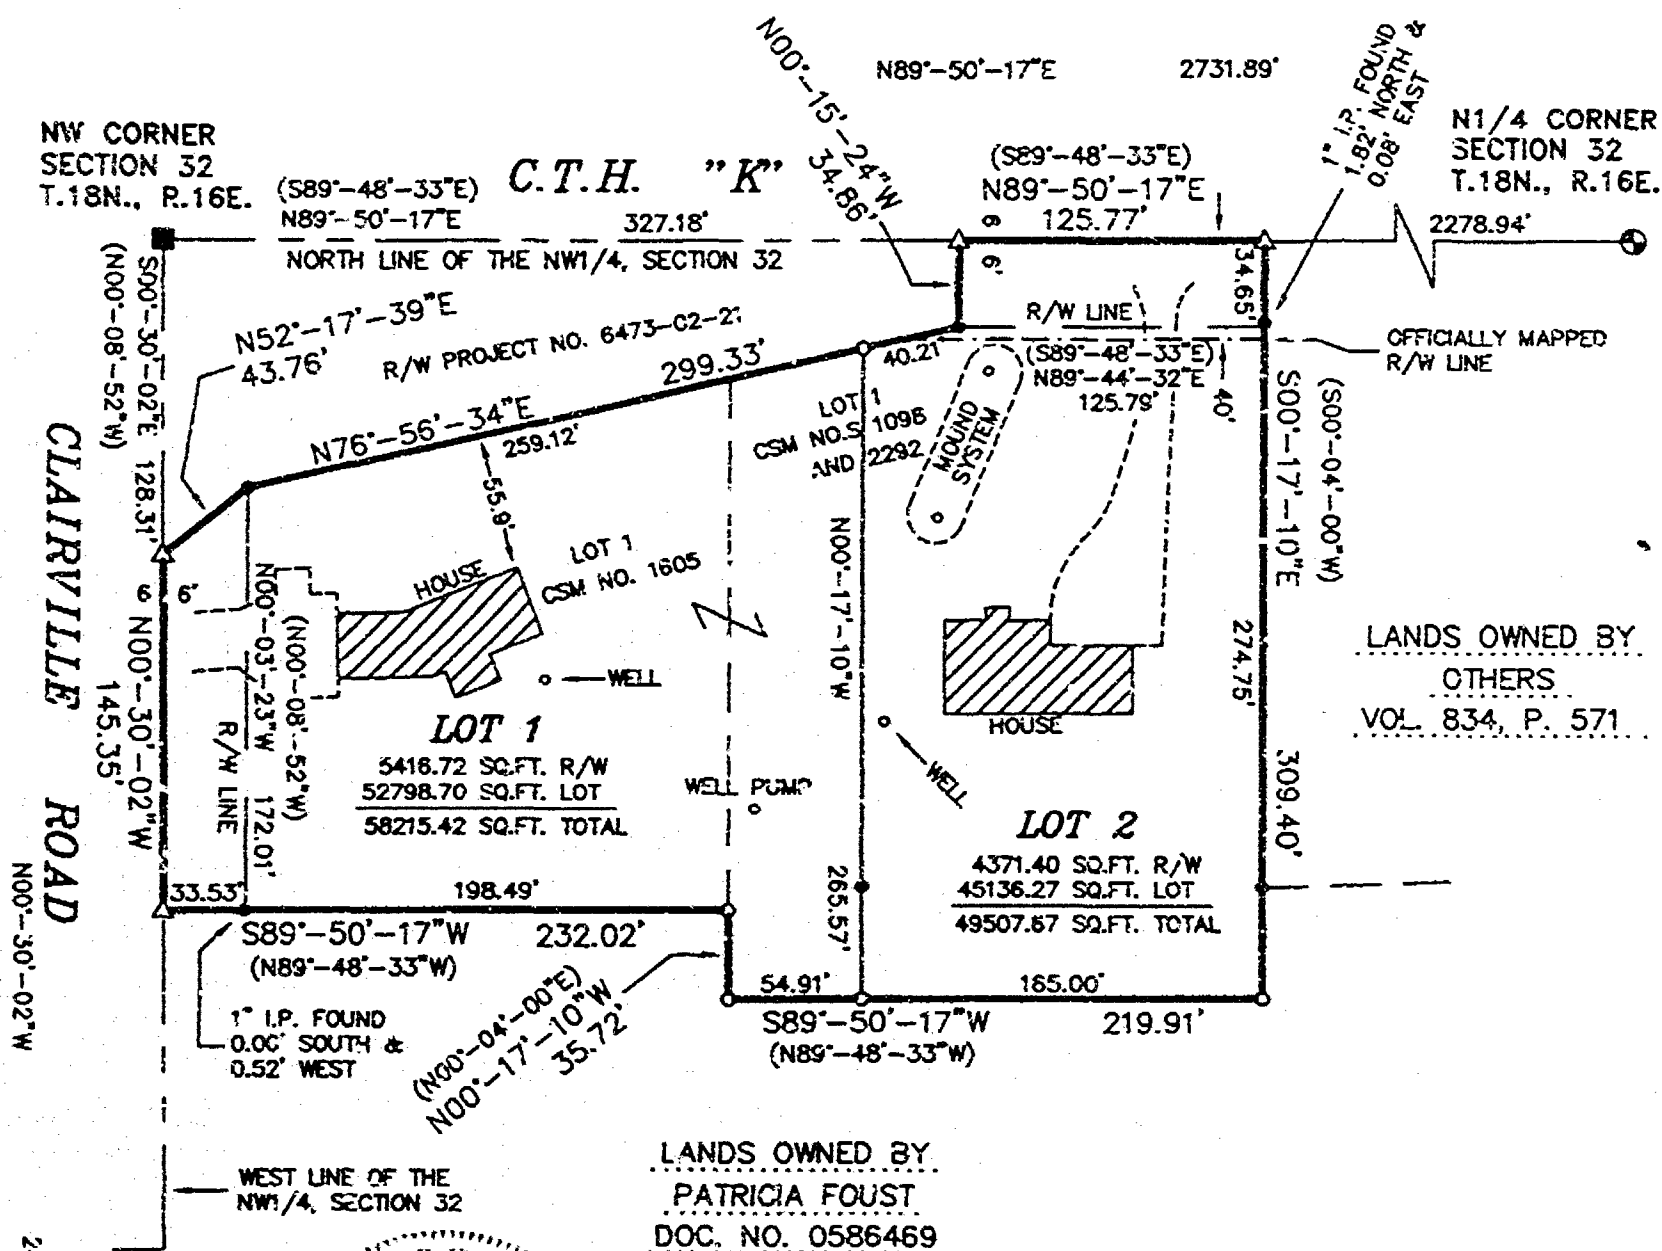 N89°-50'-17"E 2731.89'
N00°-15'-24"W
34.86'
1" I.P. FOUND
1.82' NORTH &
0.08' EAST
NW CORNER
SECTION 32
T.18N., R.16E.
C.T.H. "K"
(S89°-48'-33"E)
N89°-50'-17"E
327.18'
NORTH LINE OF THE NW1/4, SECTION 32
(S89°-48'-33"E)
N89°-50'-17"E
125.77'
6
6'
N1/4 CORNER
SECTION 32
T.18N., R.16E.
2278.94'
34.65'
S00°-30'-02"E 128.31'
(N00°-08'-52"W)
N52°-17'-39"E
43.76'
R/W PROJECT NO.
299.33'
N76°-56'-34"E
259.12'
40.21
R/W LINE
(S89°-48'-33"E)
N89°-44'-32"E
125.79'
40'
OFFICIALLY MAPPED
R/W LINE
LOT 1
CSM NO.S 1098
AND 2292
MOUND
SYSTEM
S00°-17'-10"E
(S00°-04'-00"W)
274.75'
309.40'
55.9'
HOUSE
LOT 1
CSM NO. 1605
WELL
CLAIRVILLE ROAD
6 6'
N00°-30'-02"W
145.35'
N00°-03'-23"W 172.01'
(N00°-08'-52"W)
R/W LINE
N00°-17'-10"W
265.57'
HOUSE
WELL
WELL PUMP
LANDS OWNED BY
OTHERS
VOL. 834, P. 571
LOT 1
5416.72 SQ.FT. R/W
52798.70 SQ.FT. LOT
58215.42 SQ.FT. TOTAL
LOT 2
4371.40 SQ.FT. R/W
45136.27 SQ.FT. LOT
49507.67 SQ.FT. TOTAL
33.53'
198.49'
S89°-50'-17"W 232.02'
(N89°-48'-33"W)
N00°-30'-02"W
1" I.P. FOUND
0.00' SOUTH &
0.52' WEST
(N00°-04'-00"E)
N00°-17'-10"W
35.72'
54.91'
165.00'
S89°-50'-17"W 219.91'
(N89°-48'-33"W)
WEST LINE OF THE
NW1/4, SECTION 32
LANDS OWNED BY
PATRICIA FOUST
DOC. NO. 0586469